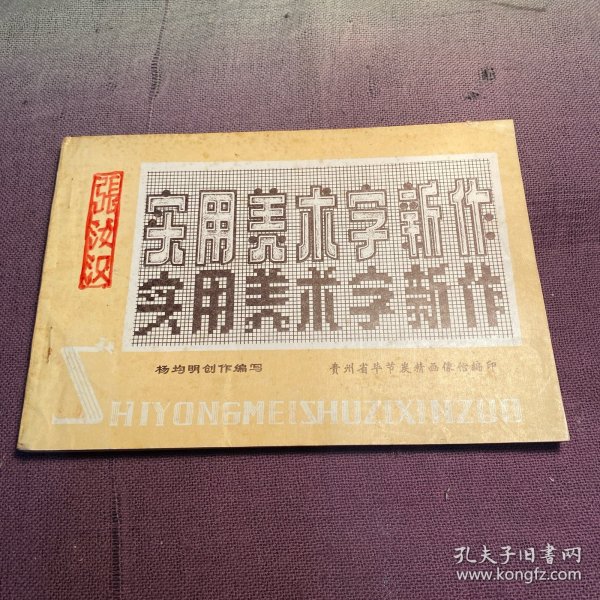 張汝汉
实用美术字新作
实用美术字新作
杨均明创作编写
贵州省毕节炭精画像馆编印
SHIYONGMEISHUZIXINZUO
孔夫子旧书网
www.kongfz.com